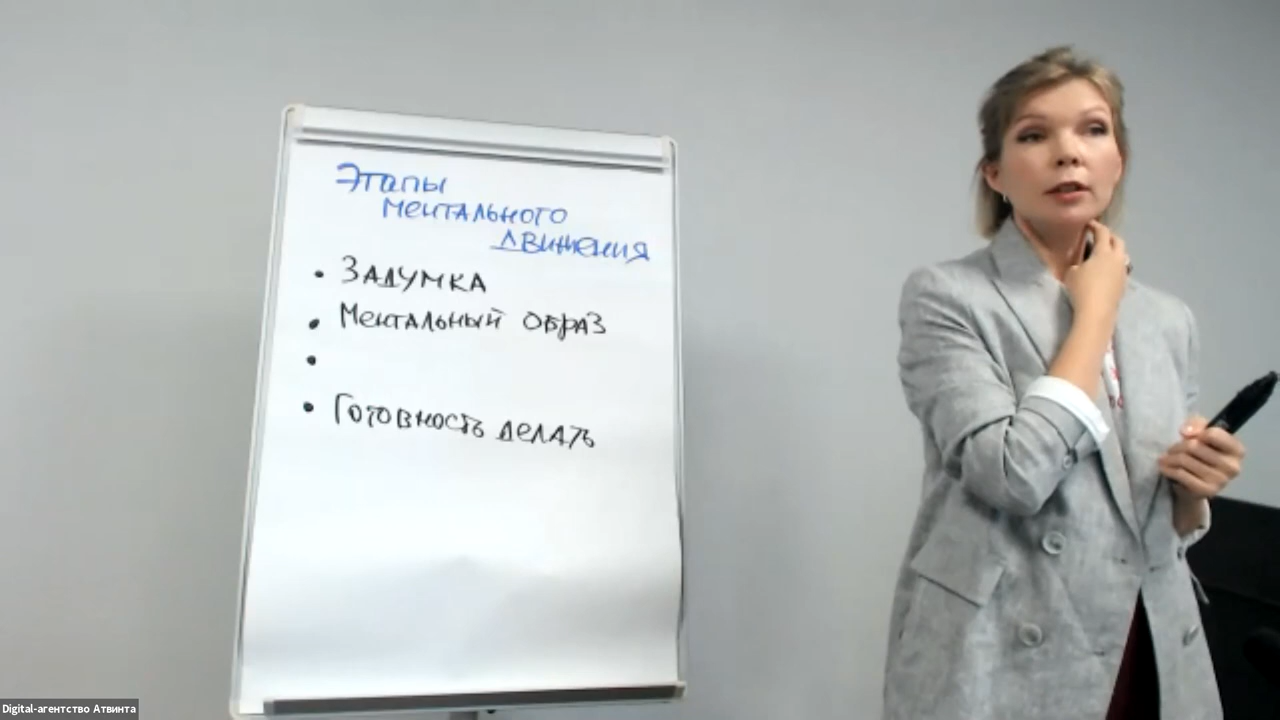 Этапы
ментального
движения
• Задумка
• Ментальный образ
•
• Готовность делать
Digital-агентство Атвинта